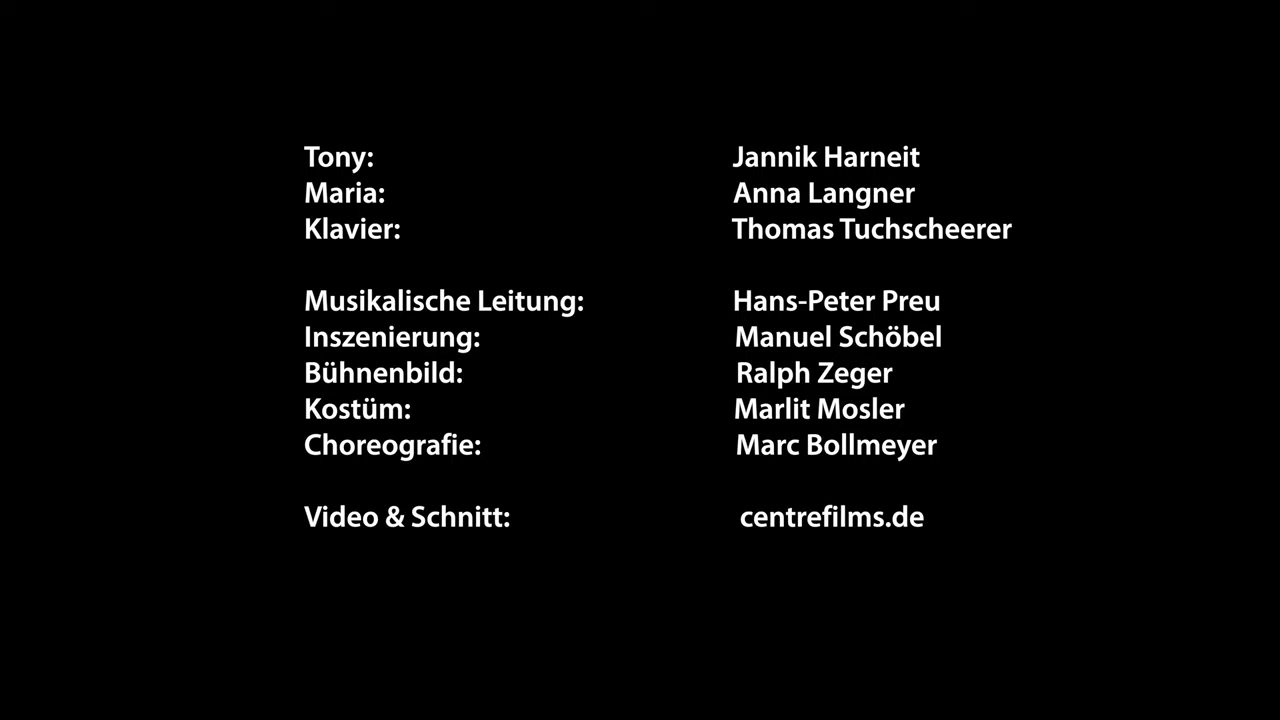 Tony: Jannik Harneit
Maria: Anna Langner
Klavier: Thomas Tuchscheerer
Musikalische Leitung: Hans-Peter Preu
Inszenierung: Manuel Schöbel
Bühnenbild: Ralph Zeger
Kostüm: Marlit Mosler
Choreografie: Marc Bollmeyer
Video & Schnitt: centrefilms.de